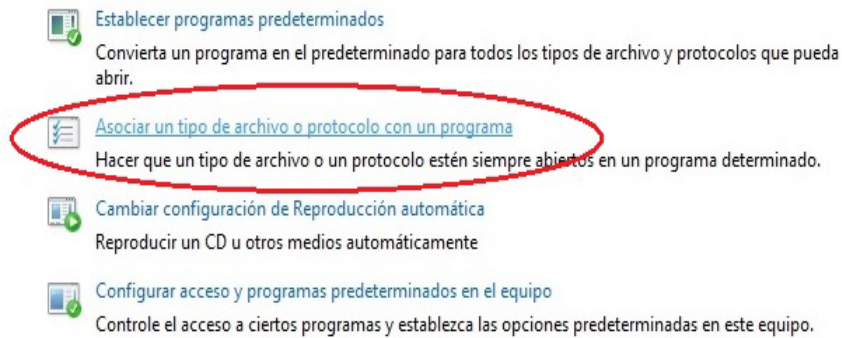 Establecer programas predeterminados
Convierta un programa en el predeterminado para todos los tipos de archivo y protocolos que pueda
abrir.
Asociar un tipo de archivo o protocolo con un programa
Hacer que un tipo de archivo o un protocolo estén siempre abiertos en un programa determinado.
Cambiar configuración de Reproducción automática
Reproducir un CD u otros medios automáticamente
Configurar acceso y programas predeterminados en el equipo
Controle el acceso a ciertos programas y establezca las opciones predeterminadas en este equipo.